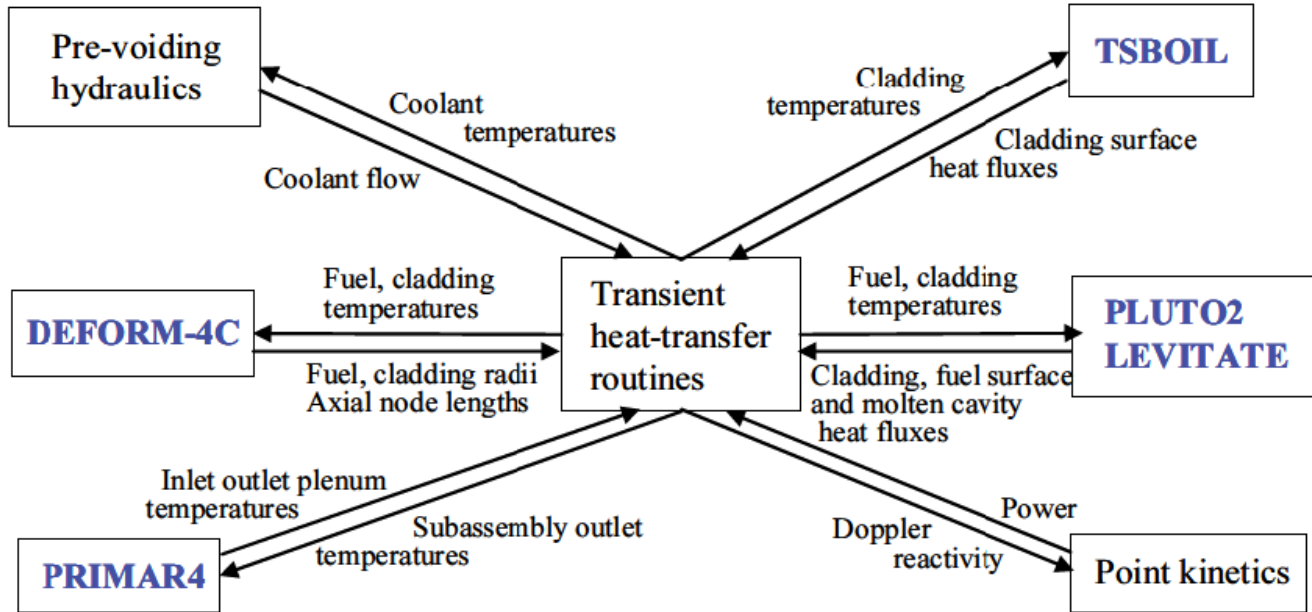 Pre-voiding
hydraulics
Coolant
temperatures
Coolant flow
TSBOIL
Cladding
temperatures
Cladding surface
heat fluxes
DEFORM-4C
Fuel, cladding
temperatures
Fuel, cladding radii
Axial node lengths
Transient
heat-transfer
routines
Fuel, cladding
temperatures
Cladding, fuel surface
and molten cavity
heat fluxes
PLUTO2
LEVITATE
Inlet outlet plenum
temperatures
Subassembly outlet
temperatures
PRIMAR4
Power
Doppler
reactivity
Point kinetics